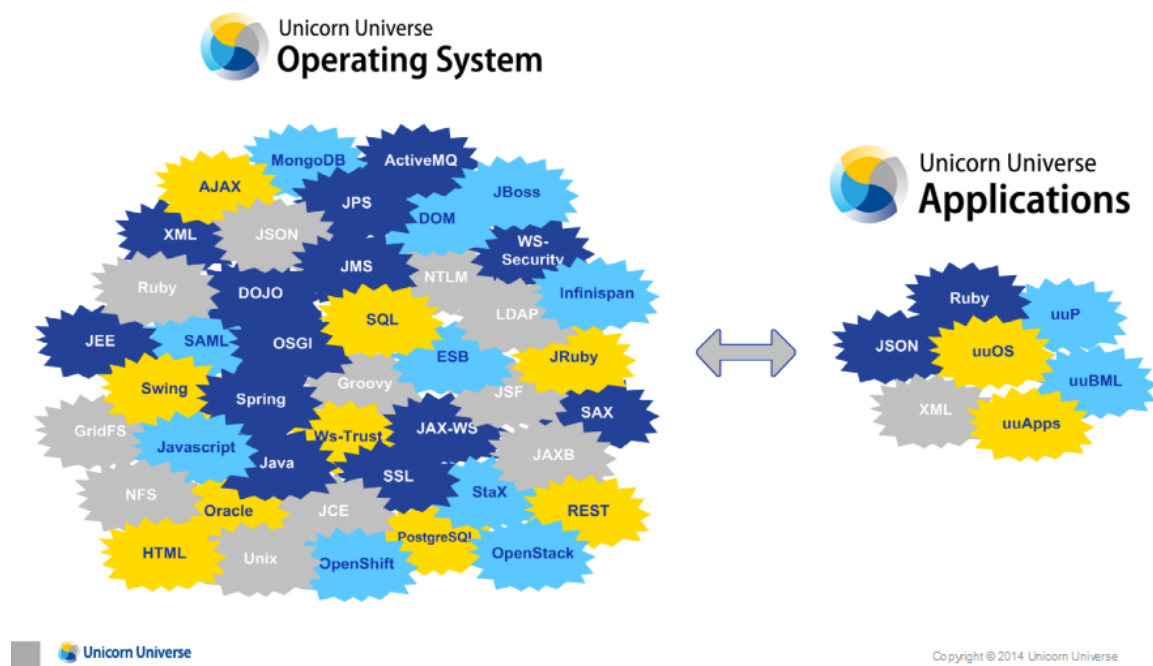 Unicorn Universe
Operating System
MongoDB
ActiveMQ
AJAX
JPS
JBoss
DOM
XML
JSON
WS-
Security
JMS
NTLM
Ruby
DOJO
Infinispan
LDAP
SQL
JEE
SAML
OSGI
ESB
JRuby
Swing
Spring
Groovy
JSF
SAX
GridFS
Javascript
Ws-Trust
JAX-WS
JAXB
Java
SSL
NFS
StaX
Oracle
JCE
REST
PostgreSQL
HTML
Unix
OpenShift
OpenStack
Unicorn Universe
Applications
Ruby
uuP
JSON
uuOS
uuBML
XML
uuApps
Unicorn Universe
Copyright © 2014 Unicorn Universe